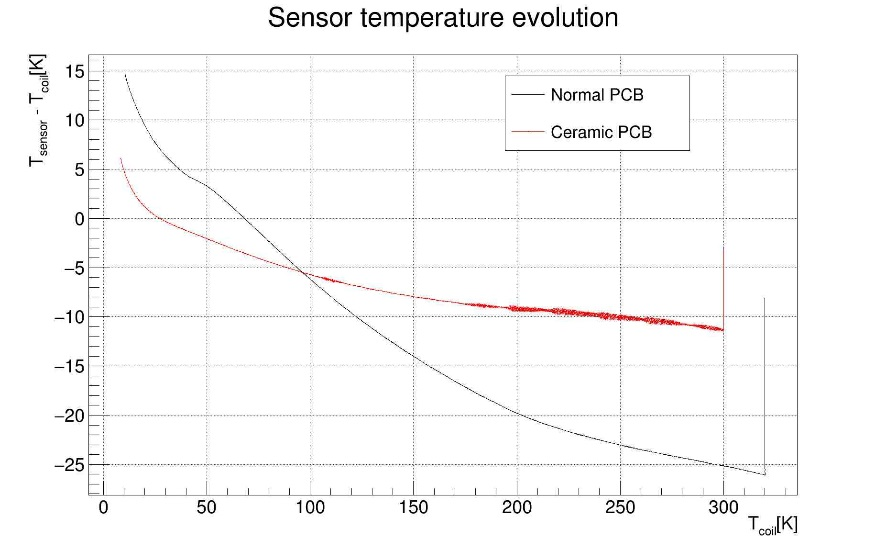 Sensor temperature evolution
T_sensor - T_coil[K]
15
10
5
0
−5
−10
−15
−20
−25
Normal PCB
Ceramic PCB
0 50 100 150 200 250 300
T_coil[K]